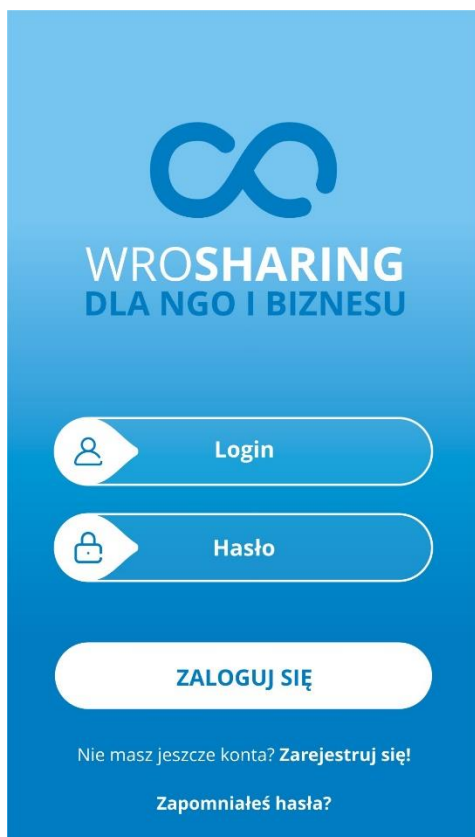 WROSHARING
DLA NGO I BIZNESU
Login
Hasło
ZALOGUJ SIĘ
Nie masz jeszcze konta? Zarejestruj się!
Zapomniałeś hasła?